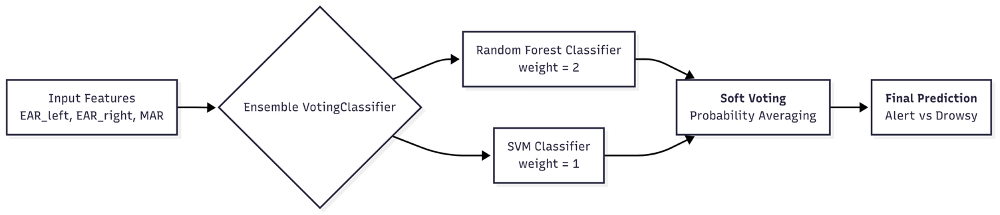 Input Features
EAR_left, EAR_right, MAR
Ensemble VotingClassifier
Random Forest Classifier
weight = 2
SVM Classifier
weight = 1
Soft Voting
Probability Averaging
Final Prediction
Alert vs Drowsy